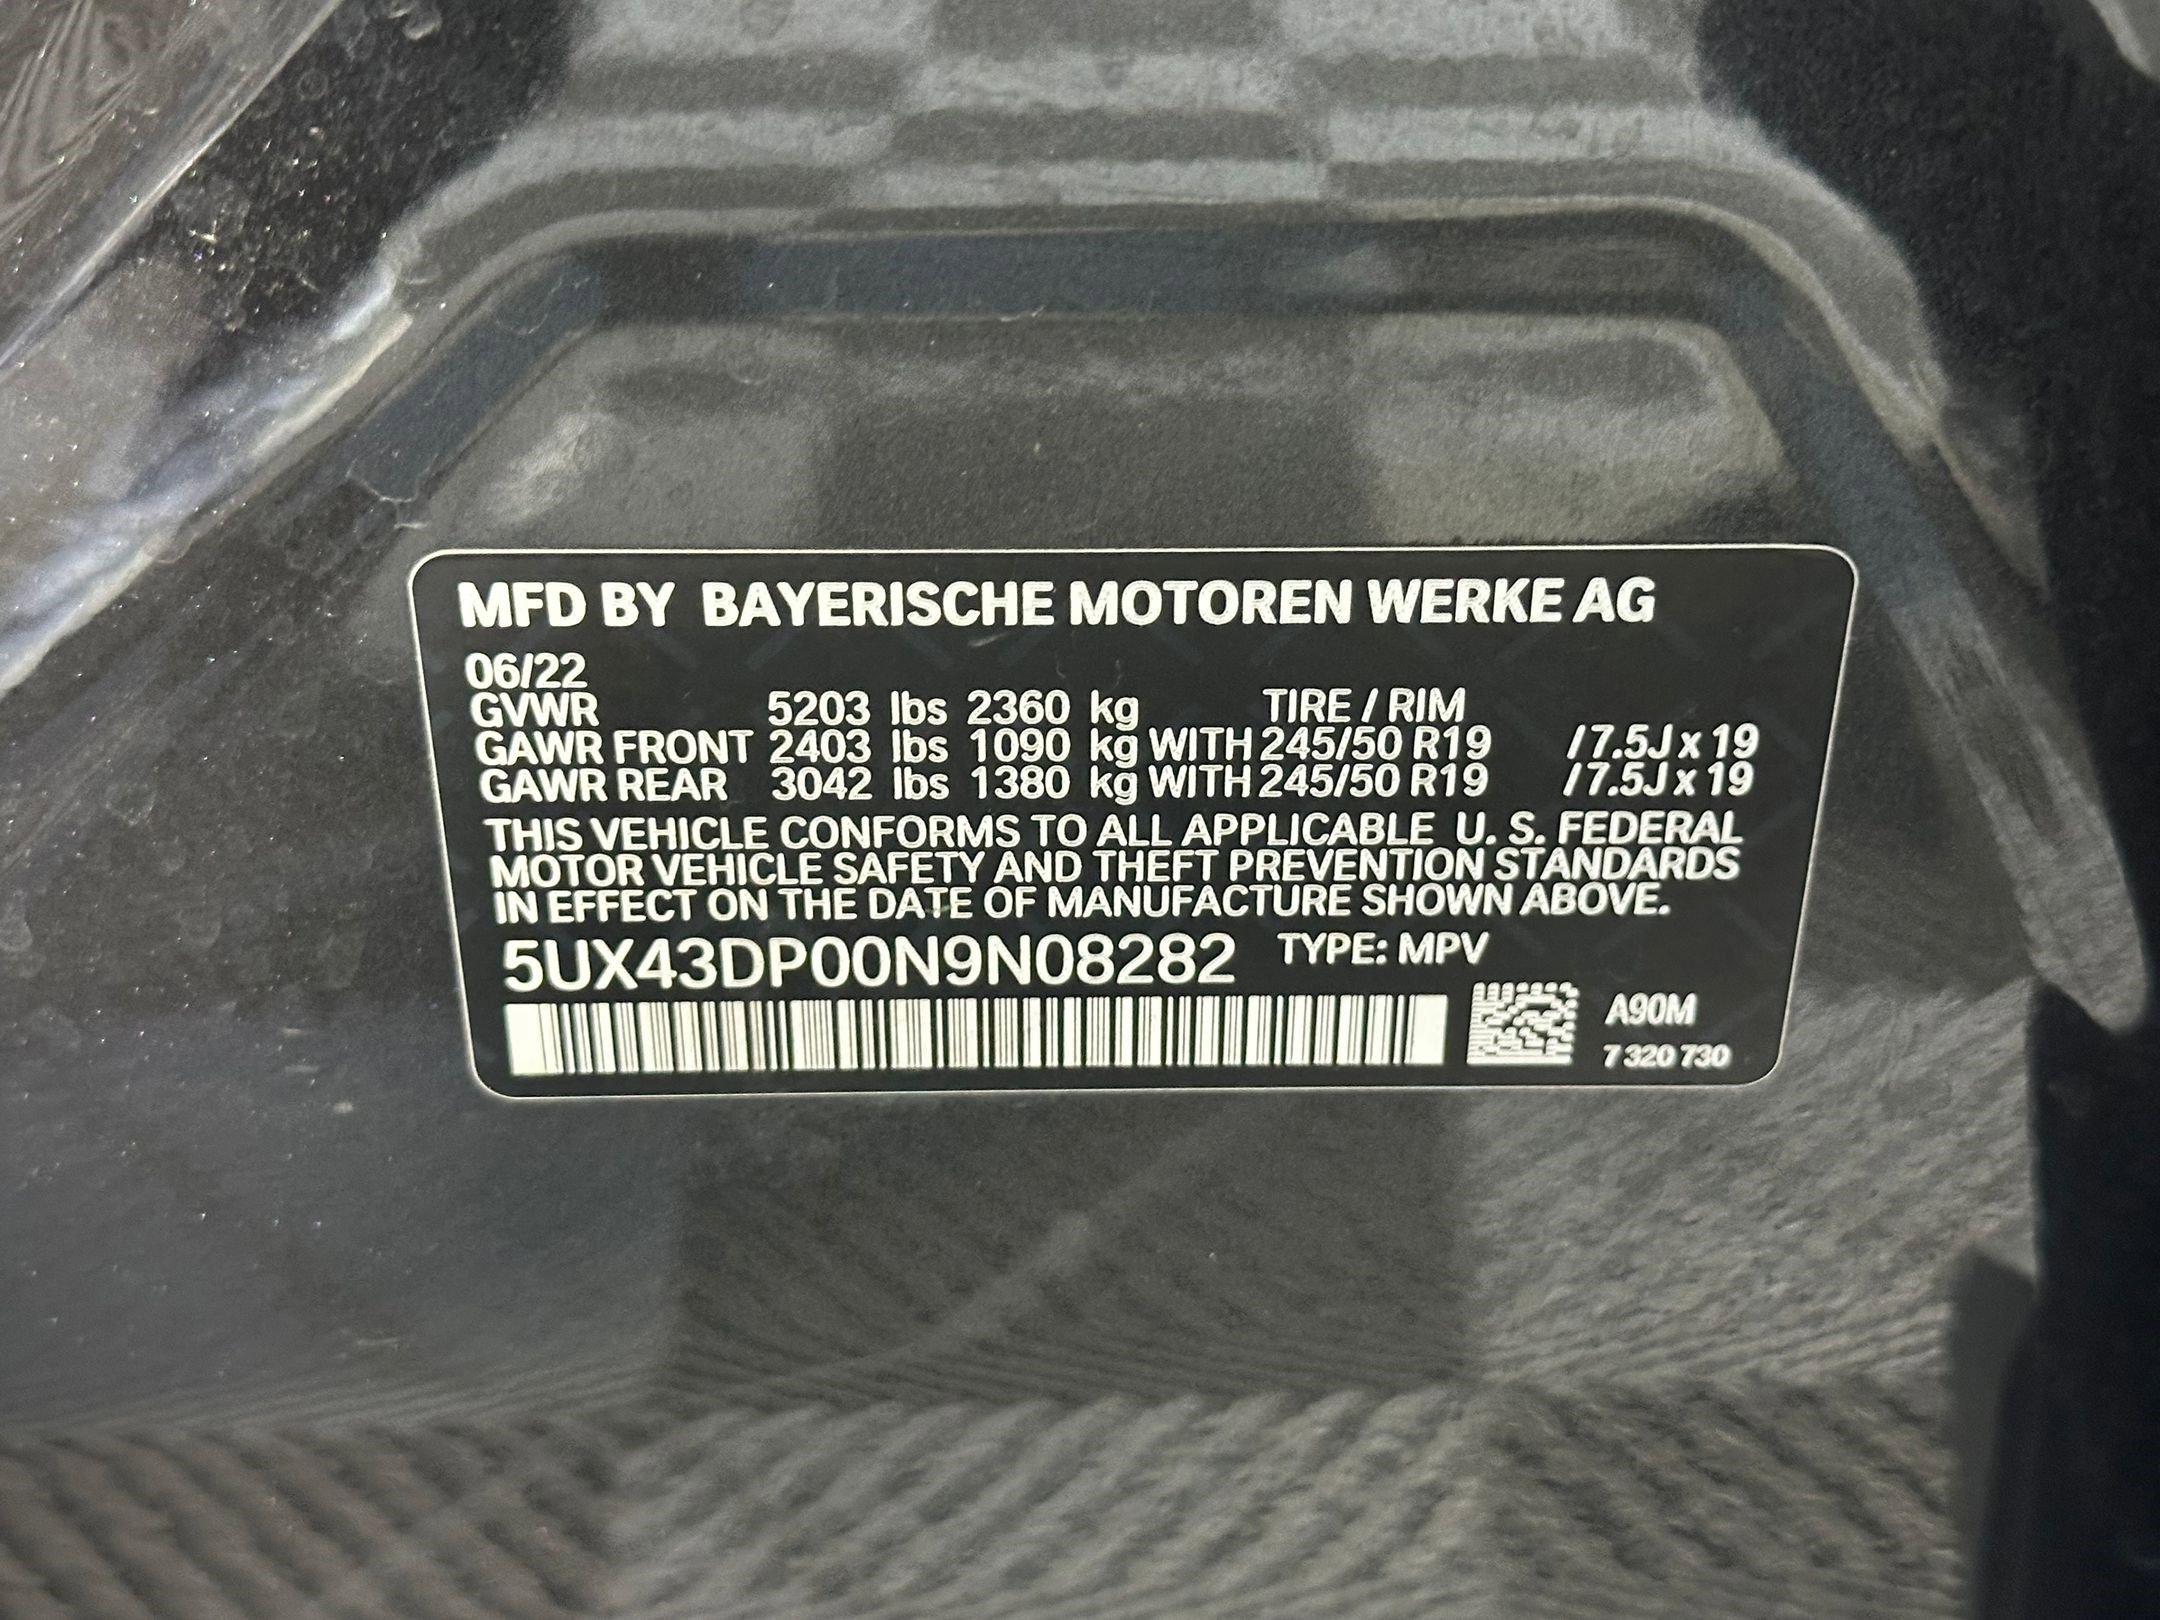 MFD BY BAYERISCHE MOTOREN WERKE AG
06/22
GVWR 5203 lbs 2360 kg TIRE / RIM
GAWR FRONT 2403 lbs 1090 kg WITH 245/50 R19 /7.5J x 19
GAWR REAR 3042 lbs 1380 kg WITH 245/50 R19 /7.5J x 19
THIS VEHICLE CONFORMS TO ALL APPLICABLE U. S. FEDERAL
MOTOR VEHICLE SAFETY AND THEFT PREVENTION STANDARDS
IN EFFECT ON THE DATE OF MANUFACTURE SHOWN ABOVE.
5UX43DP00N9N08282 TYPE: MPV
A90M
7 320 730